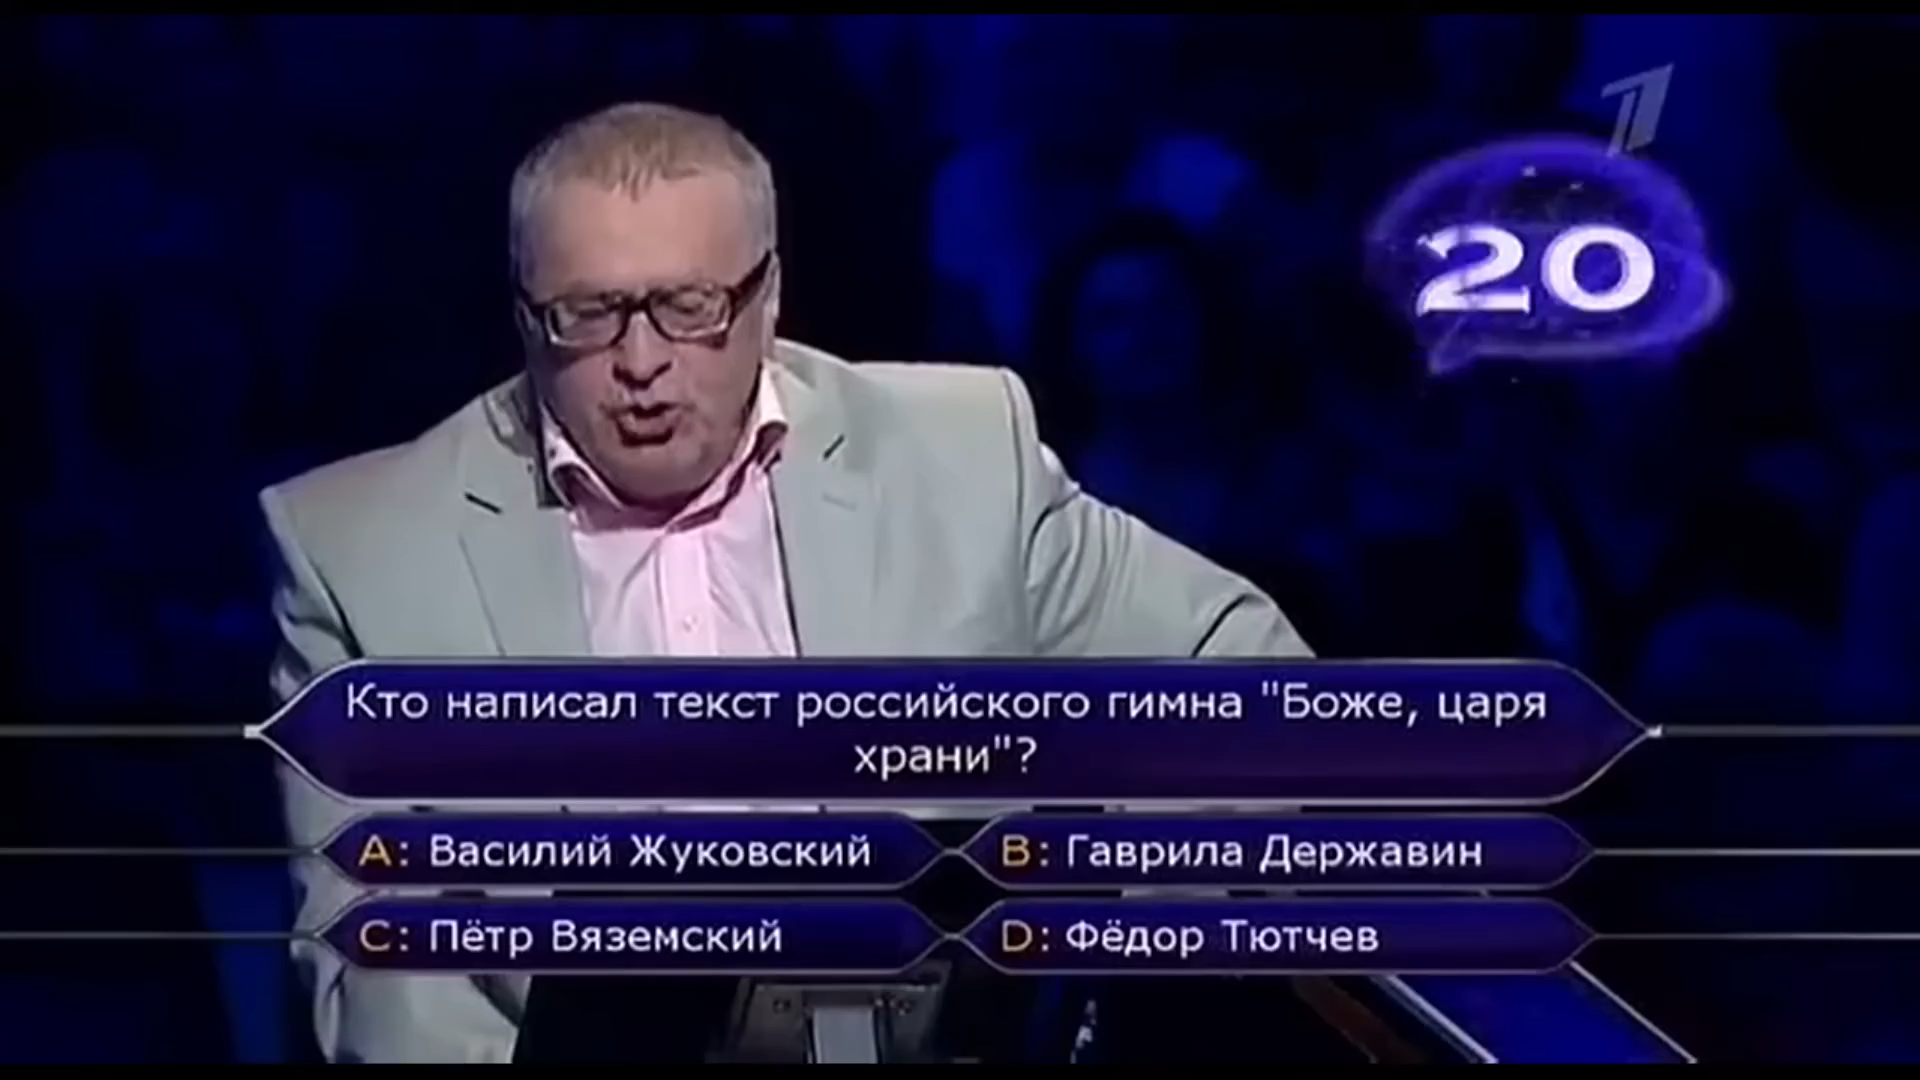 20
Кто написал текст российского гимна "Боже, царя
храни"?
A: Василий Жуковский
B: Гаврила Державин
C: Пётр Вяземский
D: Фёдор Тютчев